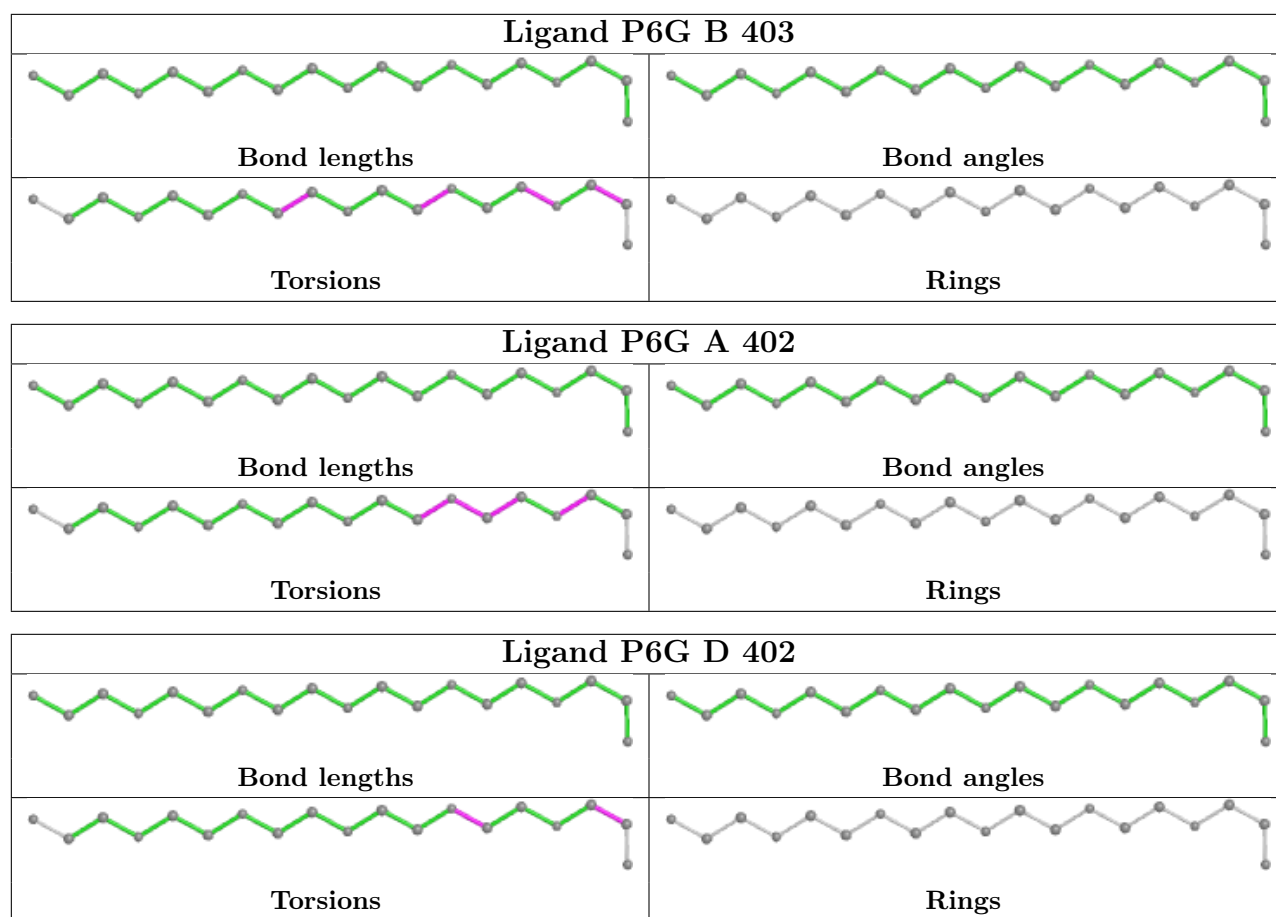 Ligand P6G B 403
Bond lengths Bond angles
Torsions Rings
Ligand P6G A 402
Bond lengths Bond angles
Torsions Rings
Ligand P6G D 402
Bond lengths Bond angles
Torsions Rings